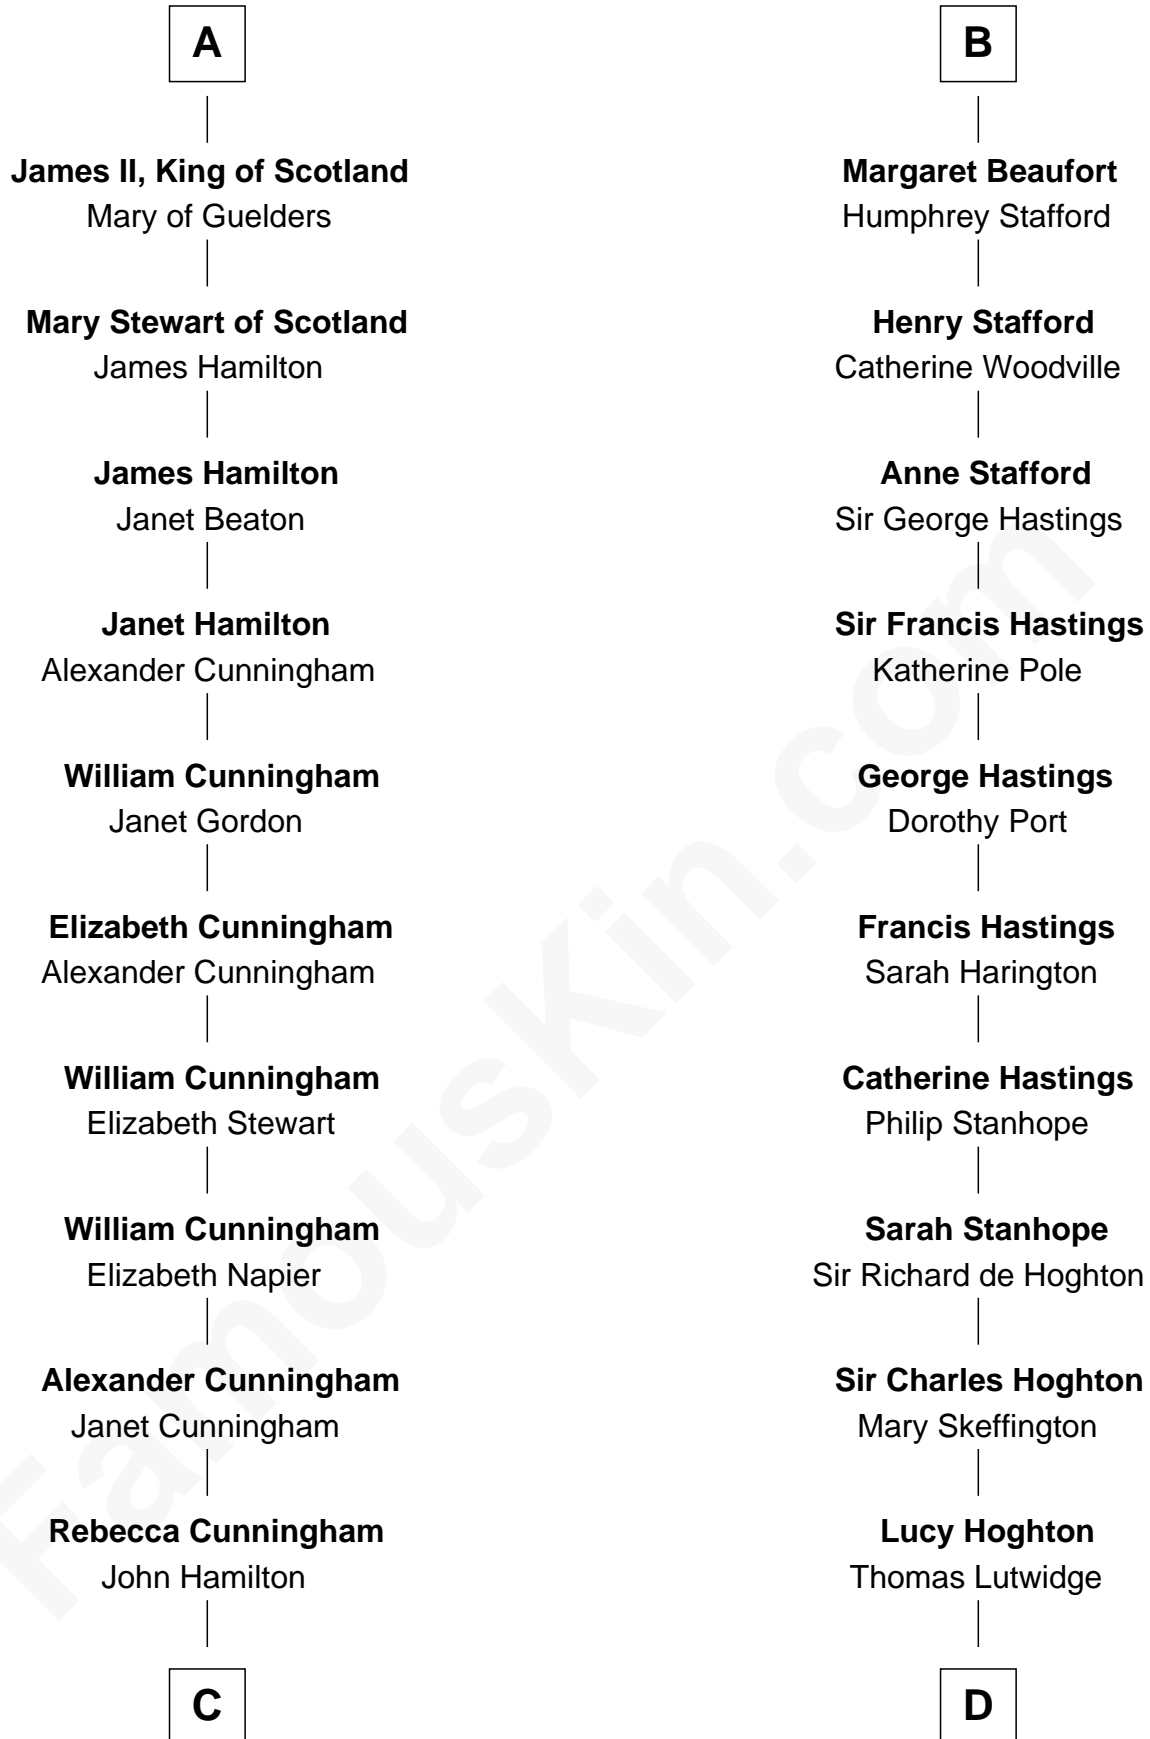 A
James II, King of Scotland
Mary of Guelders
Mary Stewart of Scotland
James Hamilton
James Hamilton
Janet Beaton
Janet Hamilton
Alexander Cunningham
William Cunningham
Janet Gordon
Elizabeth Cunningham
Alexander Cunningham
William Cunningham
Elizabeth Stewart
William Cunningham
Elizabeth Napier
Alexander Cunningham
Janet Cunningham
Rebecca Cunningham
John Hamilton
C
B
Margaret Beaufort
Humphrey Stafford
Henry Stafford
Catherine Woodville
Anne Stafford
Sir George Hastings
Sir Francis Hastings
Katherine Pole
George Hastings
Dorothy Port
Francis Hastings
Sarah Harington
Catherine Hastings
Philip Stanhope
Sarah Stanhope
Sir Richard de Hoghton
Sir Charles Hoghton
Mary Skeffington
Lucy Hoghton
Thomas Lutwidge
D
FamousKin.com